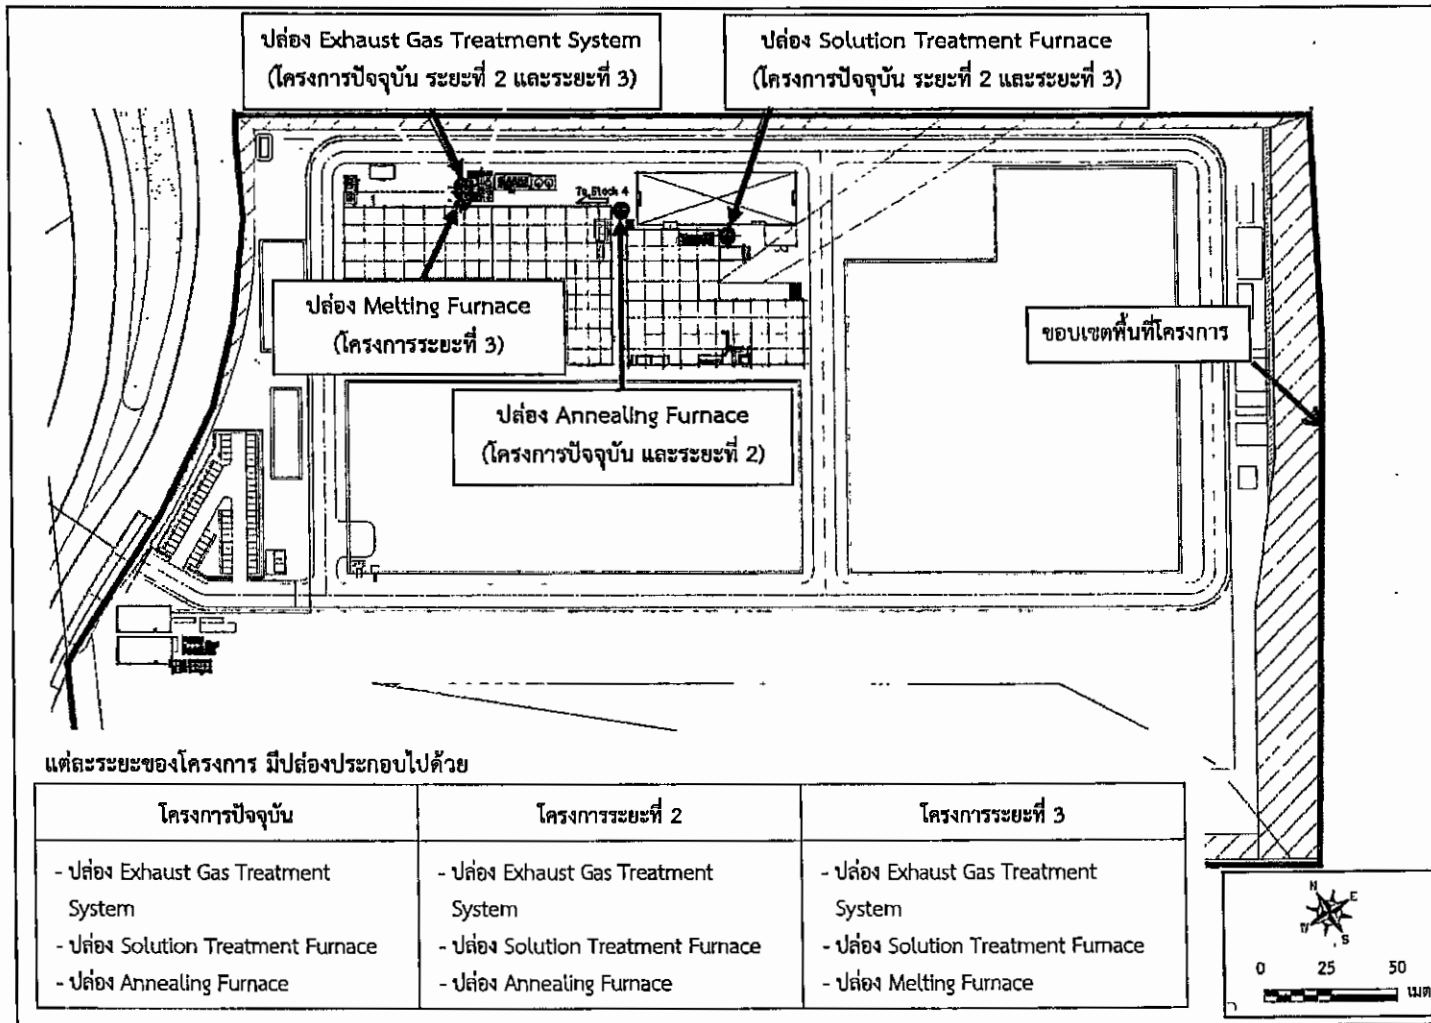 ปล่อง Exhaust Gas Treatment System
(โครงการปัจจุบัน ระยะที่ 2 และระยะที่ 3)
ปล่อง Solution Treatment Furnace
(โครงการปัจจุบัน ระยะที่ 2 และระยะที่ 3)
ปล่อง Melting Furnace
(โครงการระยะที่ 3)
ขอบเขตพื้นที่โครงการ
ปล่อง Annealing Furnace
(โครงการปัจจุบัน และระยะที่ 2)
แต่ละระยะของโครงการ มีปล่องประกอบไปด้วย
โครงการปัจจุบัน
- ปล่อง Exhaust Gas Treatment
System
- ปล่อง Solution Treatment Furnace
- ปล่อง Annealing Furnace
โครงการระยะที่ 2
- ปล่อง Exhaust Gas Treatment
System
- ปล่อง Solution Treatment Furnace
- ปล่อง Annealing Furnace
โครงการระยะที่ 3
- ปล่อง Exhaust Gas Treatment
System
- ปล่อง Solution Treatment Furnace
- ปล่อง Melting Furnace
N
E
W
S
0 25 50
เมต